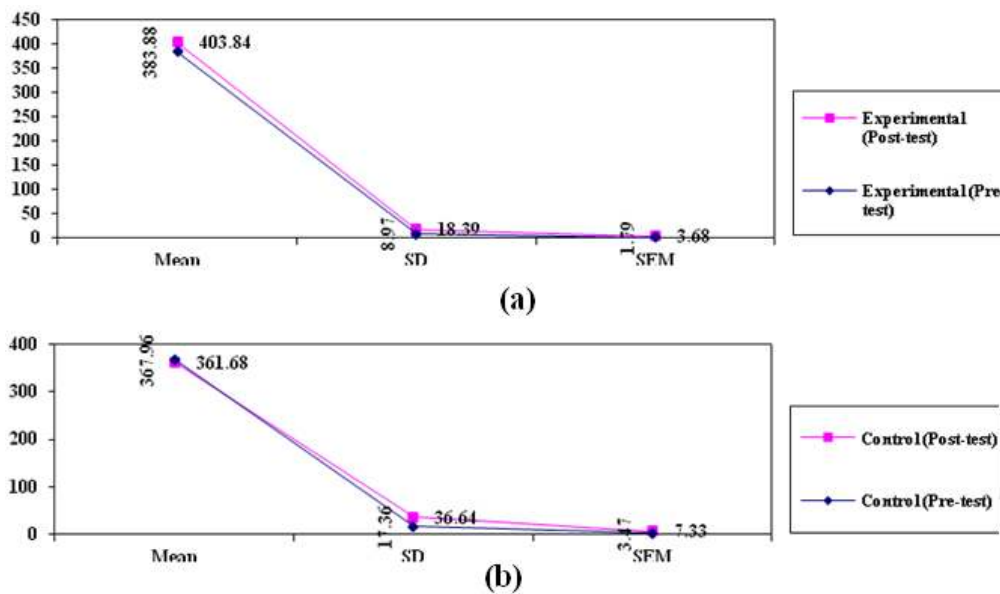 450
400
350
300
250
200
150
100
50
0
383.88
403.84
8.97
18.39
1.79
3.68
Mean
SD
SEM
Experimental
(Post-test)
Experimental(Pre-
test)
(a)
400
300
200
100
0
367.96
361.68
17.36
36.64
3.47
7.33
Mean
SD
SEM
Control(Post-test)
Control(Pre-test)
(b)